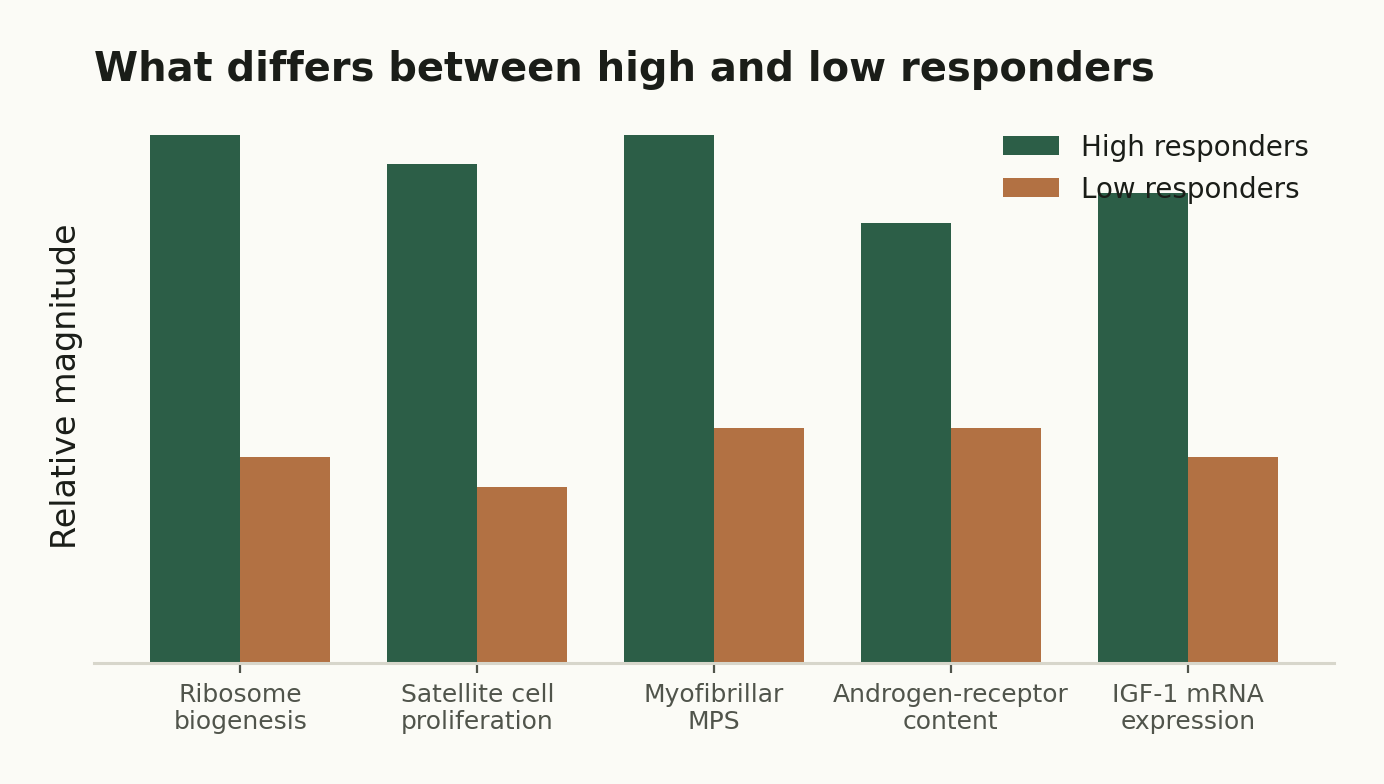 What differs between high and low responders
High responders
Low responders
Relative magnitude
Ribosome
biogenesis
Satellite cell
proliferation
Myofibrillar
MPS
Androgen-receptor
content
IGF-1 mRNA
expression